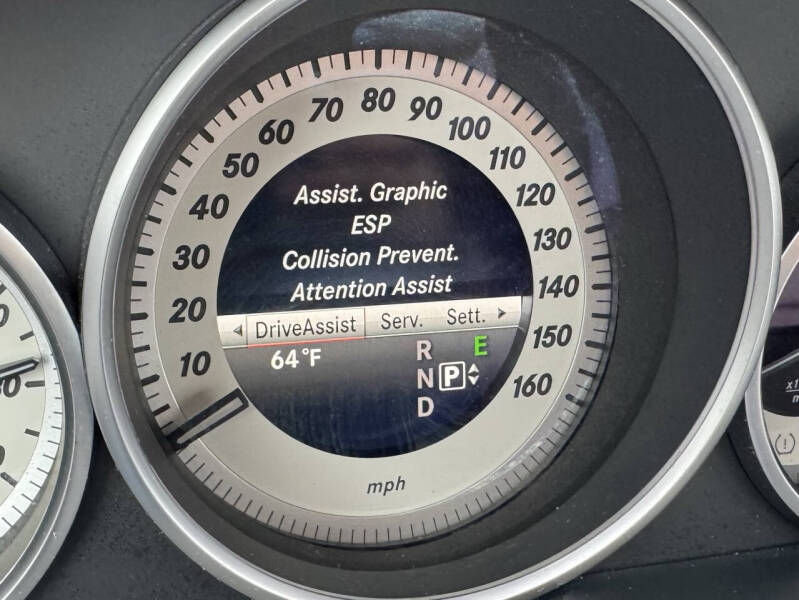 10
20
30
40
50
60
70
80
90
100
110
120
130
140
150
160
Assist. Graphic
ESP
Collision Prevent.
Attention Assist
DriveAssist Serv. Sett.
64°F
R E
N P
D
mph